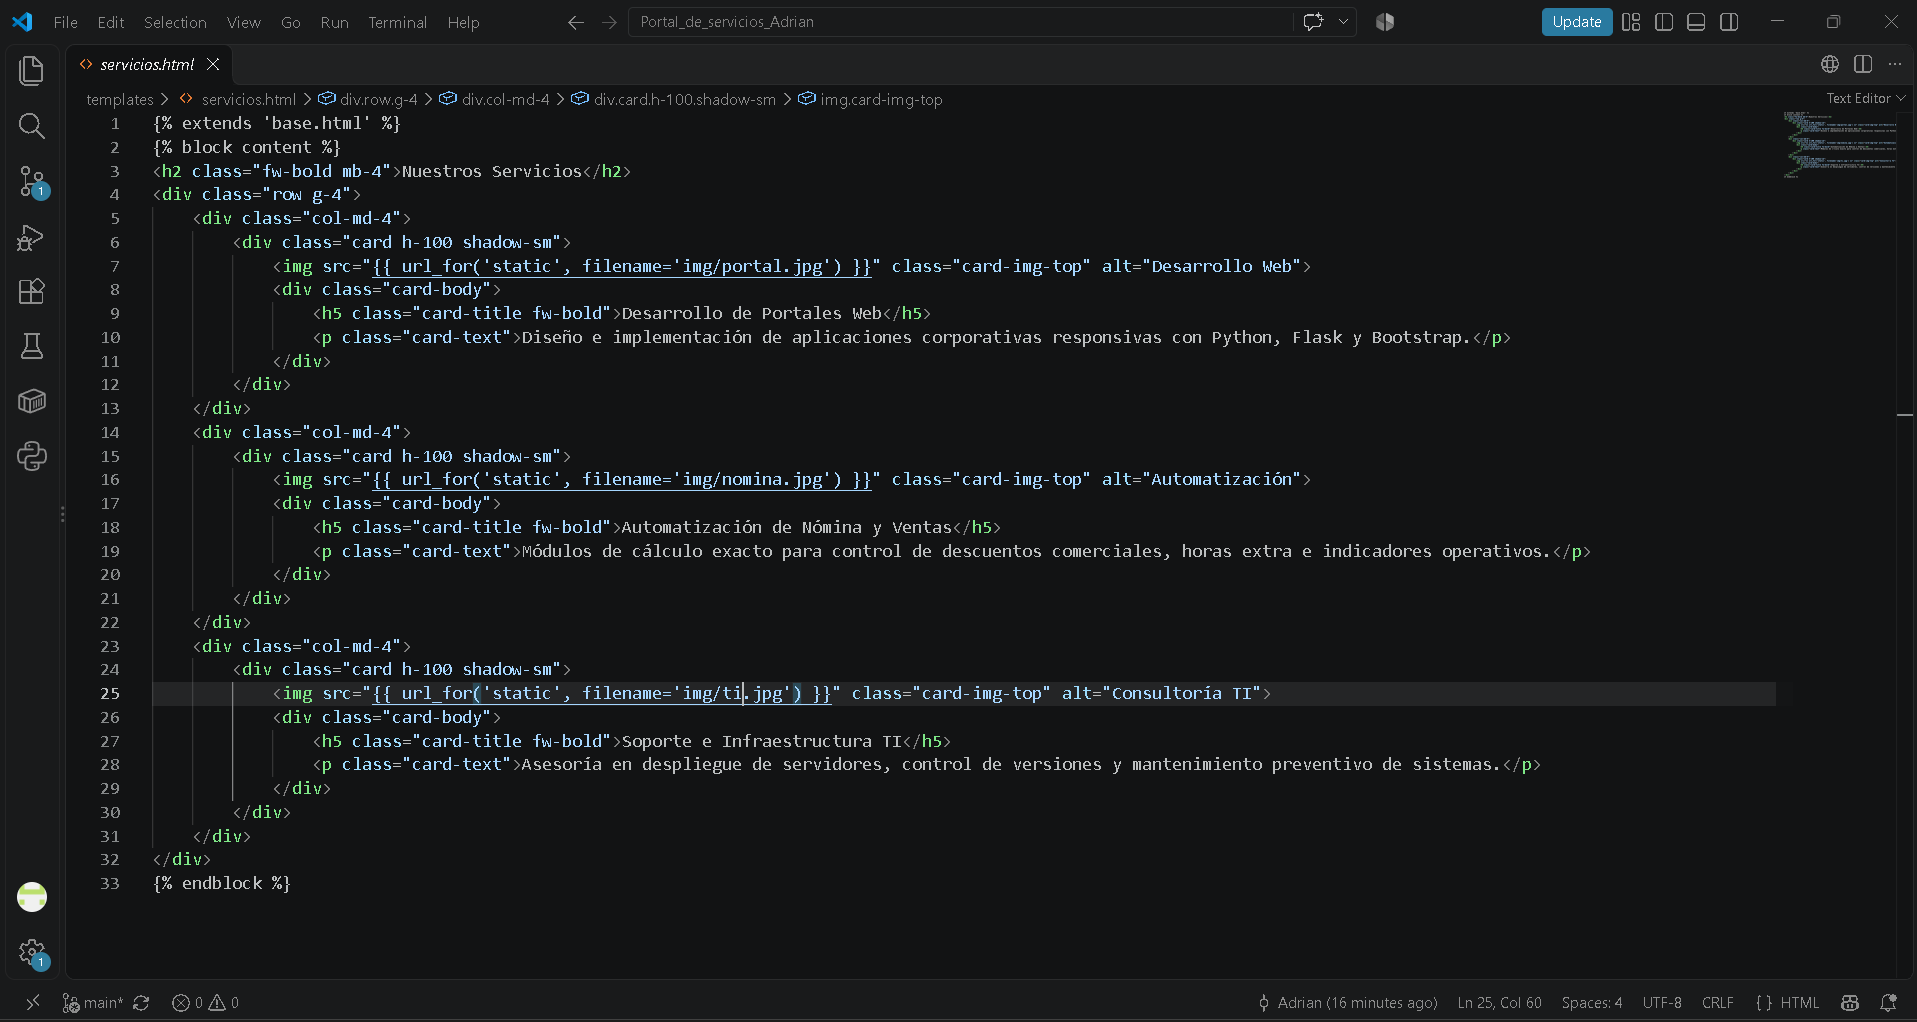 File Edit Selection View Go Run Terminal Help Portal_de_servicios_Adrian Update
servicios.html
templates > servicios.html > div.row.g-4 > div.col-md-4 > div.card.h-100.shadow-sm > img.card-img-top Text Editor
1 {% extends 'base.html' %}
2 {% block content %}
3 <h2 class="fw-bold mb-4">Nuestros Servicios</h2>
4 <div class="row g-4">
5 <div class="col-md-4">
6 <div class="card h-100 shadow-sm">
7 <img src="{{ url_for('static', filename='img/portal.jpg') }}" class="card-img-top" alt="Desarrollo Web">
8 <div class="card-body">
9 <h5 class="card-title fw-bold">Desarrollo de Portales Web</h5>
10 <p class="card-text">Diseño e implementación de aplicaciones corporativas responsivas con Python, Flask y Bootstrap.</p>
11 </div>
12 </div>
13 </div>
14 <div class="col-md-4">
15 <div class="card h-100 shadow-sm">
16 <img src="{{ url_for('static', filename='img/nomina.jpg') }}" class="card-img-top" alt="Automatización">
17 <div class="card-body">
18 <h5 class="card-title fw-bold">Automatización de Nómina y Ventas</h5>
19 <p class="card-text">Módulos de cálculo exacto para control de descuentos comerciales, horas extra e indicadores operativos.</p>
20 </div>
21 </div>
22 </div>
23 <div class="col-md-4">
24 <div class="card h-100 shadow-sm">
25 <img src="{{ url_for('static', filename='img/ti.jpg') }}" class="card-img-top" alt="Consultoría TI">
26 <div class="card-body">
27 <h5 class="card-title fw-bold">Soporte e Infraestructura TI</h5>
28 <p class="card-text">Asesoría en despliegue de servidores, control de versiones y mantenimiento preventivo de sistemas.</p>
29 </div>
30 </div>
31 </div>
32 </div>
33 {% endblock %}
1
1
main* 0 0 Adrian (16 minutes ago) Ln 25, Col 60 Spaces: 4 UTF-8 CRLF { } HTML